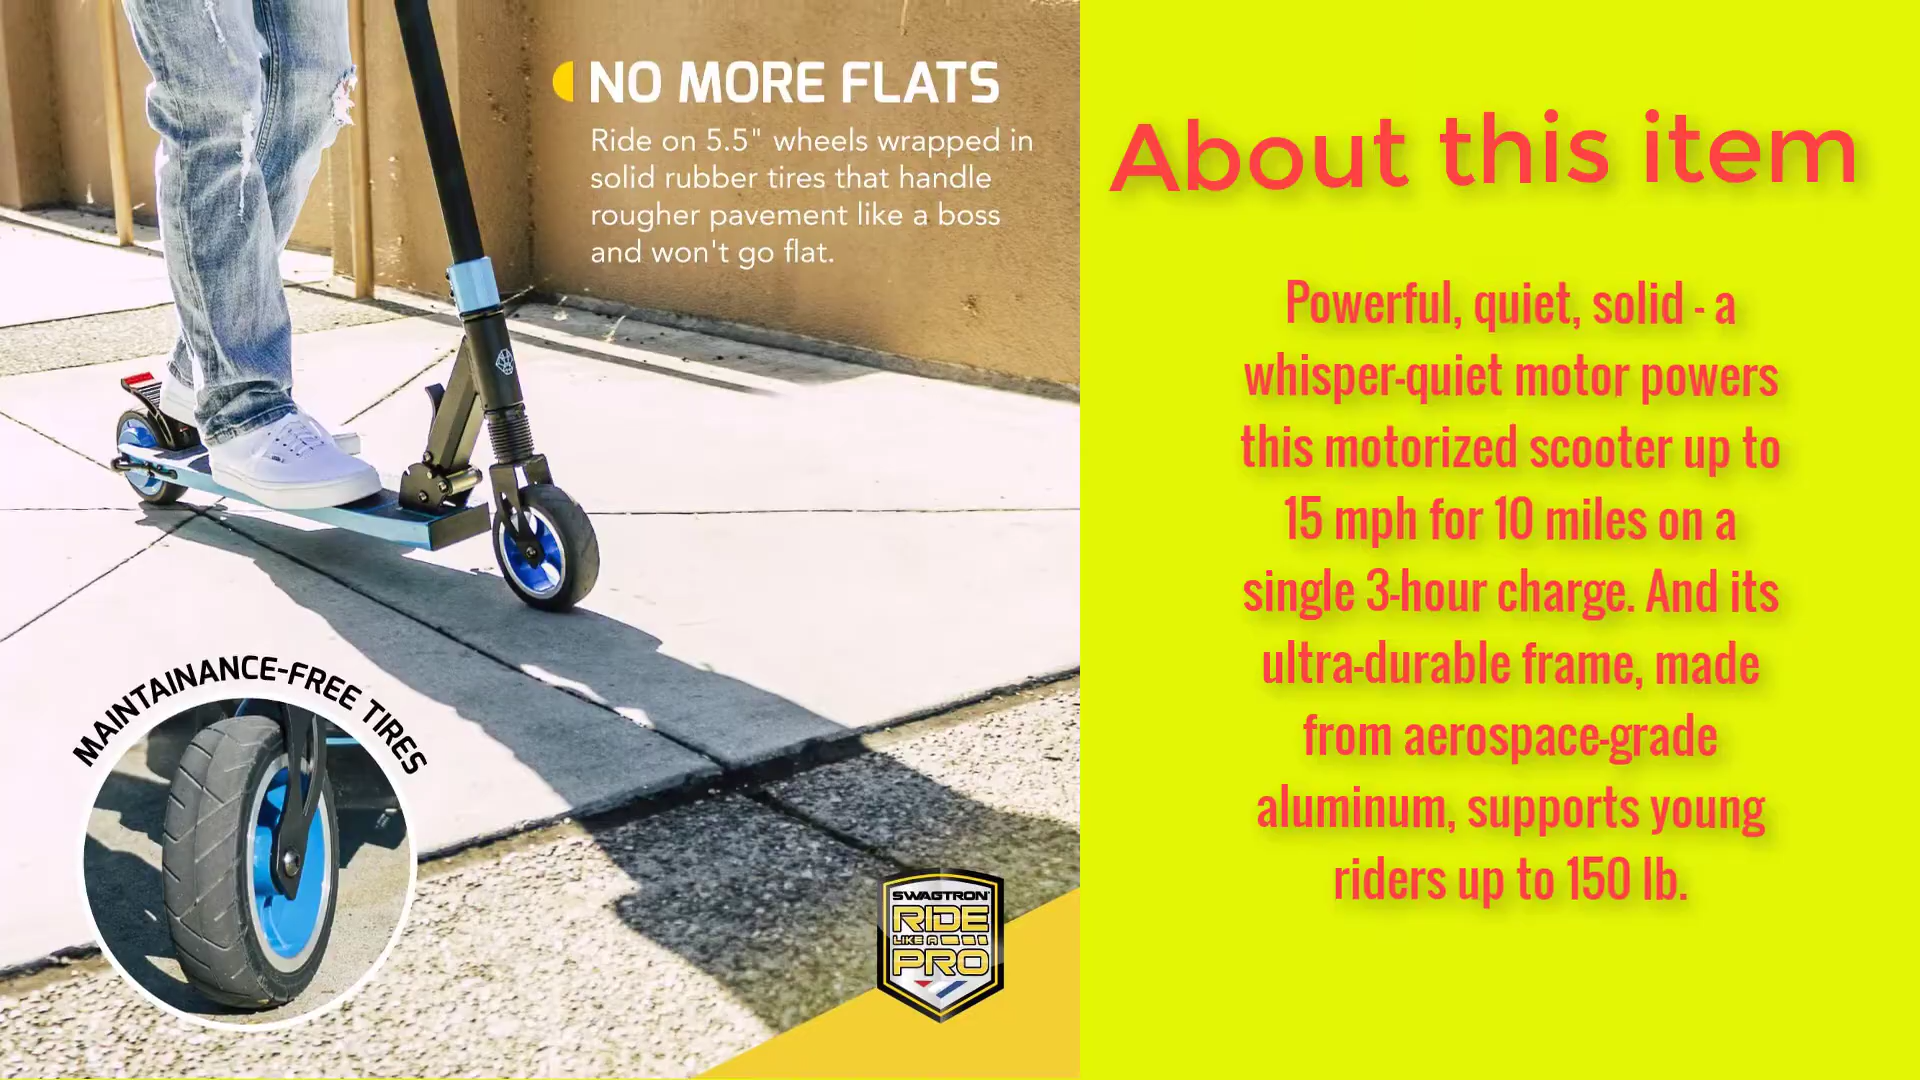 NO MORE FLATS
Ride on 5.5" wheels wrapped in
solid rubber tires that handle
rougher pavement like a boss
and won't go flat.
MAINTAINANCE-FREE TIRES
SWAGTRON
RIDE
LIKE A
PRO
About this item
Powerful, quiet, solid - a
whisper-quiet motor powers
this motorized scooter up to
15 mph for 10 miles on a
single 3-hour charge. And its
ultra-durable frame, made
from aerospace-grade
aluminum, supports young
riders up to 150 lb.